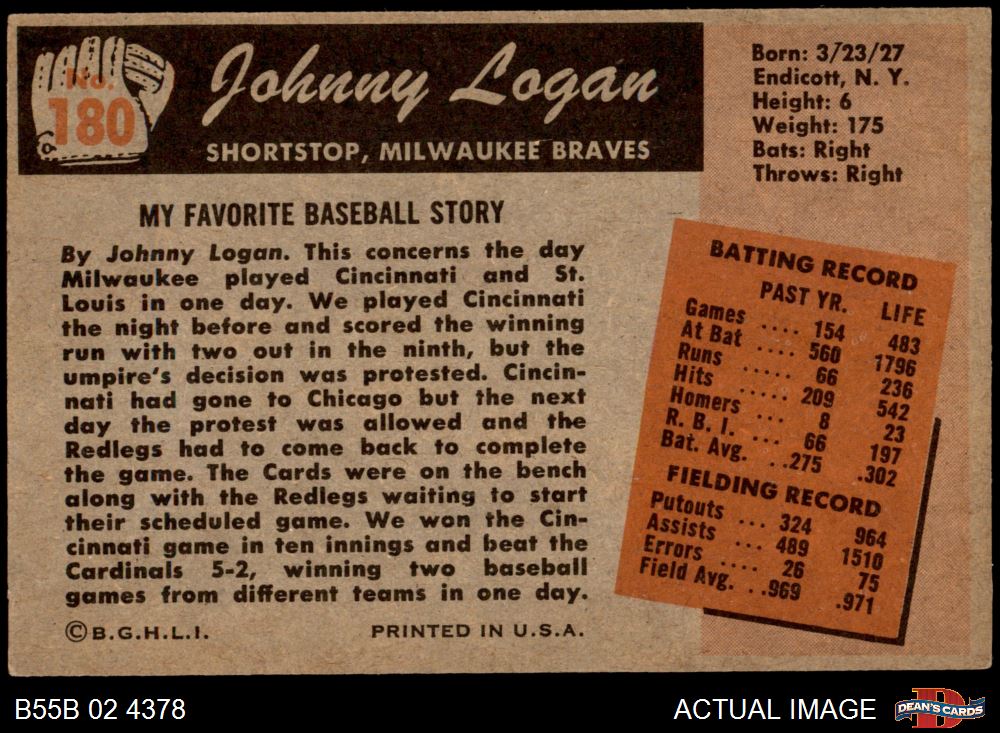 No.
180
Johnny Logan
SHORTSTOP, MILWAUKEE BRAVES
Born: 3/23/27
Endicott, N. Y.
Height: 6
Weight: 175
Bats: Right
Throws: Right
MY FAVORITE BASEBALL STORY
By Johnny Logan. This concerns the day
Milwaukee played Cincinnati and St.
Louis in one day. We played Cincinnati
the night before and scored the winning
run with two out in the ninth, but the
umpire's decision was protested. Cincin-
nati had gone to Chicago but the next
day the protest was allowed and the
Redlegs had to come back to complete
the game. The Cards were on the bench
along with the Redlegs waiting to start
their scheduled game. We won the Cin-
cinnati game in ten innings and beat the
Cardinals 5-2, winning two baseball
games from different teams in one day.
©B.G.H.L.I. PRINTED IN U.S.A.
BATTING RECORD
PAST YR. LIFE
Games .... 154 483
At Bat .... 560 1796
Runs ..... 66 236
Hits ..... 209 542
Homers ... 8 23
R. B. I. ... 66 197
Bat. Avg. ..275 .302
FIELDING RECORD
Putouts ... 324 964
Assists ... 489 1510
Errors .... 26 75
Field Avg. ..969 .971
B55B 02 4378
ACTUAL IMAGE
DEAN'S CARDS